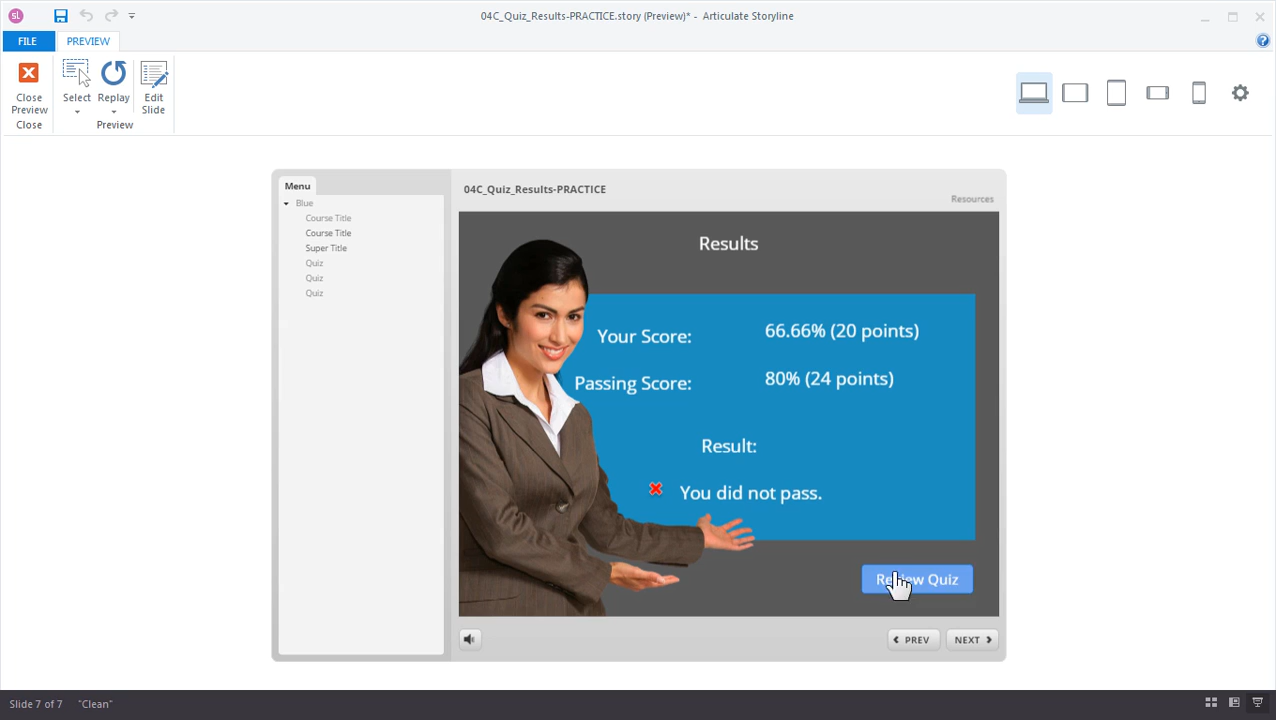 sl
04C_Quiz_Results-PRACTICE.story (Preview)* - Articulate Storyline
FILE
PREVIEW
?
Close Preview
Select
Replay
Edit Slide
Close
Preview
Menu
04C_Quiz_Results-PRACTICE
Resources
Blue
Course Title
Course Title
Super Title
Quiz
Quiz
Quiz
Results
Your Score: 66.66% (20 points)
Passing Score: 80% (24 points)
Result:
You did not pass.
Review Quiz
PREV
NEXT
Slide 7 of 7 "Clean"